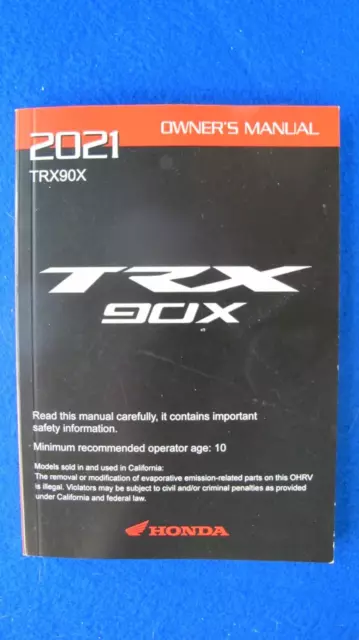 OWNER'S MANUAL
2021
TRX90X
TRX
90X
Read this manual carefully, it contains important
safety information.
Minimum recommended operator age: 10
Models sold in and used in California:
The removal or modification of evaporative emission-related parts on this OHRV
is illegal. Violators may be subject to civil and/or criminal penalties as provided
under California and federal law.
HONDA